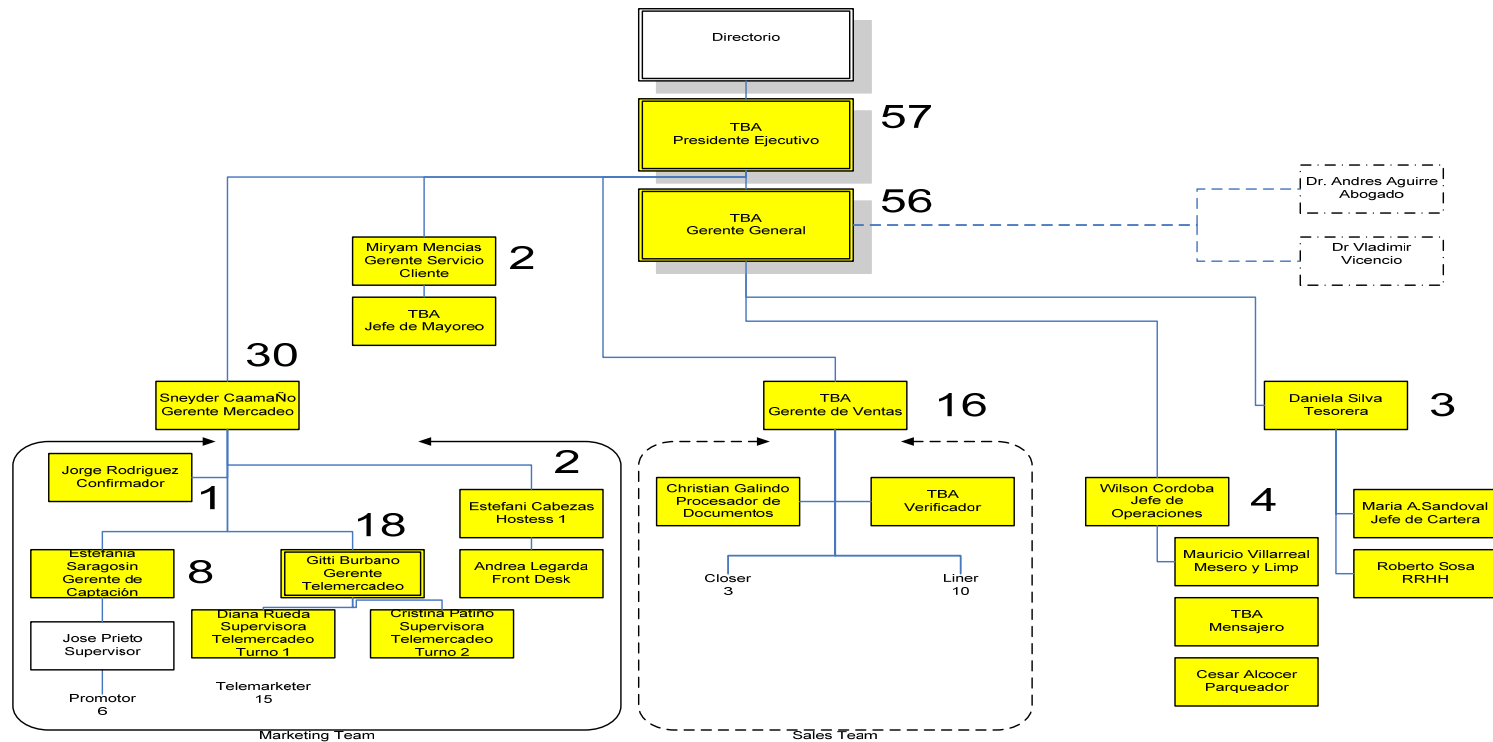 Directorio
TBA
Presidente Ejecutivo
57
TBA
Gerente General
56
Dr. Andres Aguirre
Abogado
Dr Vladimir
Vicencio
Miryam Mencias
Gerente Servicio
Cliente
2
TBA
Jefe de Mayoreo
30
Sneyder CaamaÑo
Gerente Mercadeo
TBA
Gerente de Ventas
16
Daniela Silva
Tesorera
3
Jorge Rodriguez
Confirmador
1
2
Estefani Cabezas
Hostess 1
Andrea Legarda
Front Desk
18
Estefania
Saragosin
Gerente de
Captación
8
Gitti Burbano
Gerente
Telemercadeo
Diana Rueda
Supervisora
Telemercadeo
Turno 1
Cristina Patiño
Supervisora
Telemercadeo
Turno 2
Jose Prieto
Supervisor
Promotor
6
Telemarketer
15
Marketing Team
Christian Galindo
Procesador de
Documentos
TBA
Verificador
Closer
3
Liner
10
Sales Team
Wilson Cordoba
Jefe de
Operaciones
4
Mauricio Villarreal
Mesero y Limp
TBA
Mensajero
Cesar Alcocer
Parqueador
Maria A.Sandoval
Jefe de Cartera
Roberto Sosa
RRHH